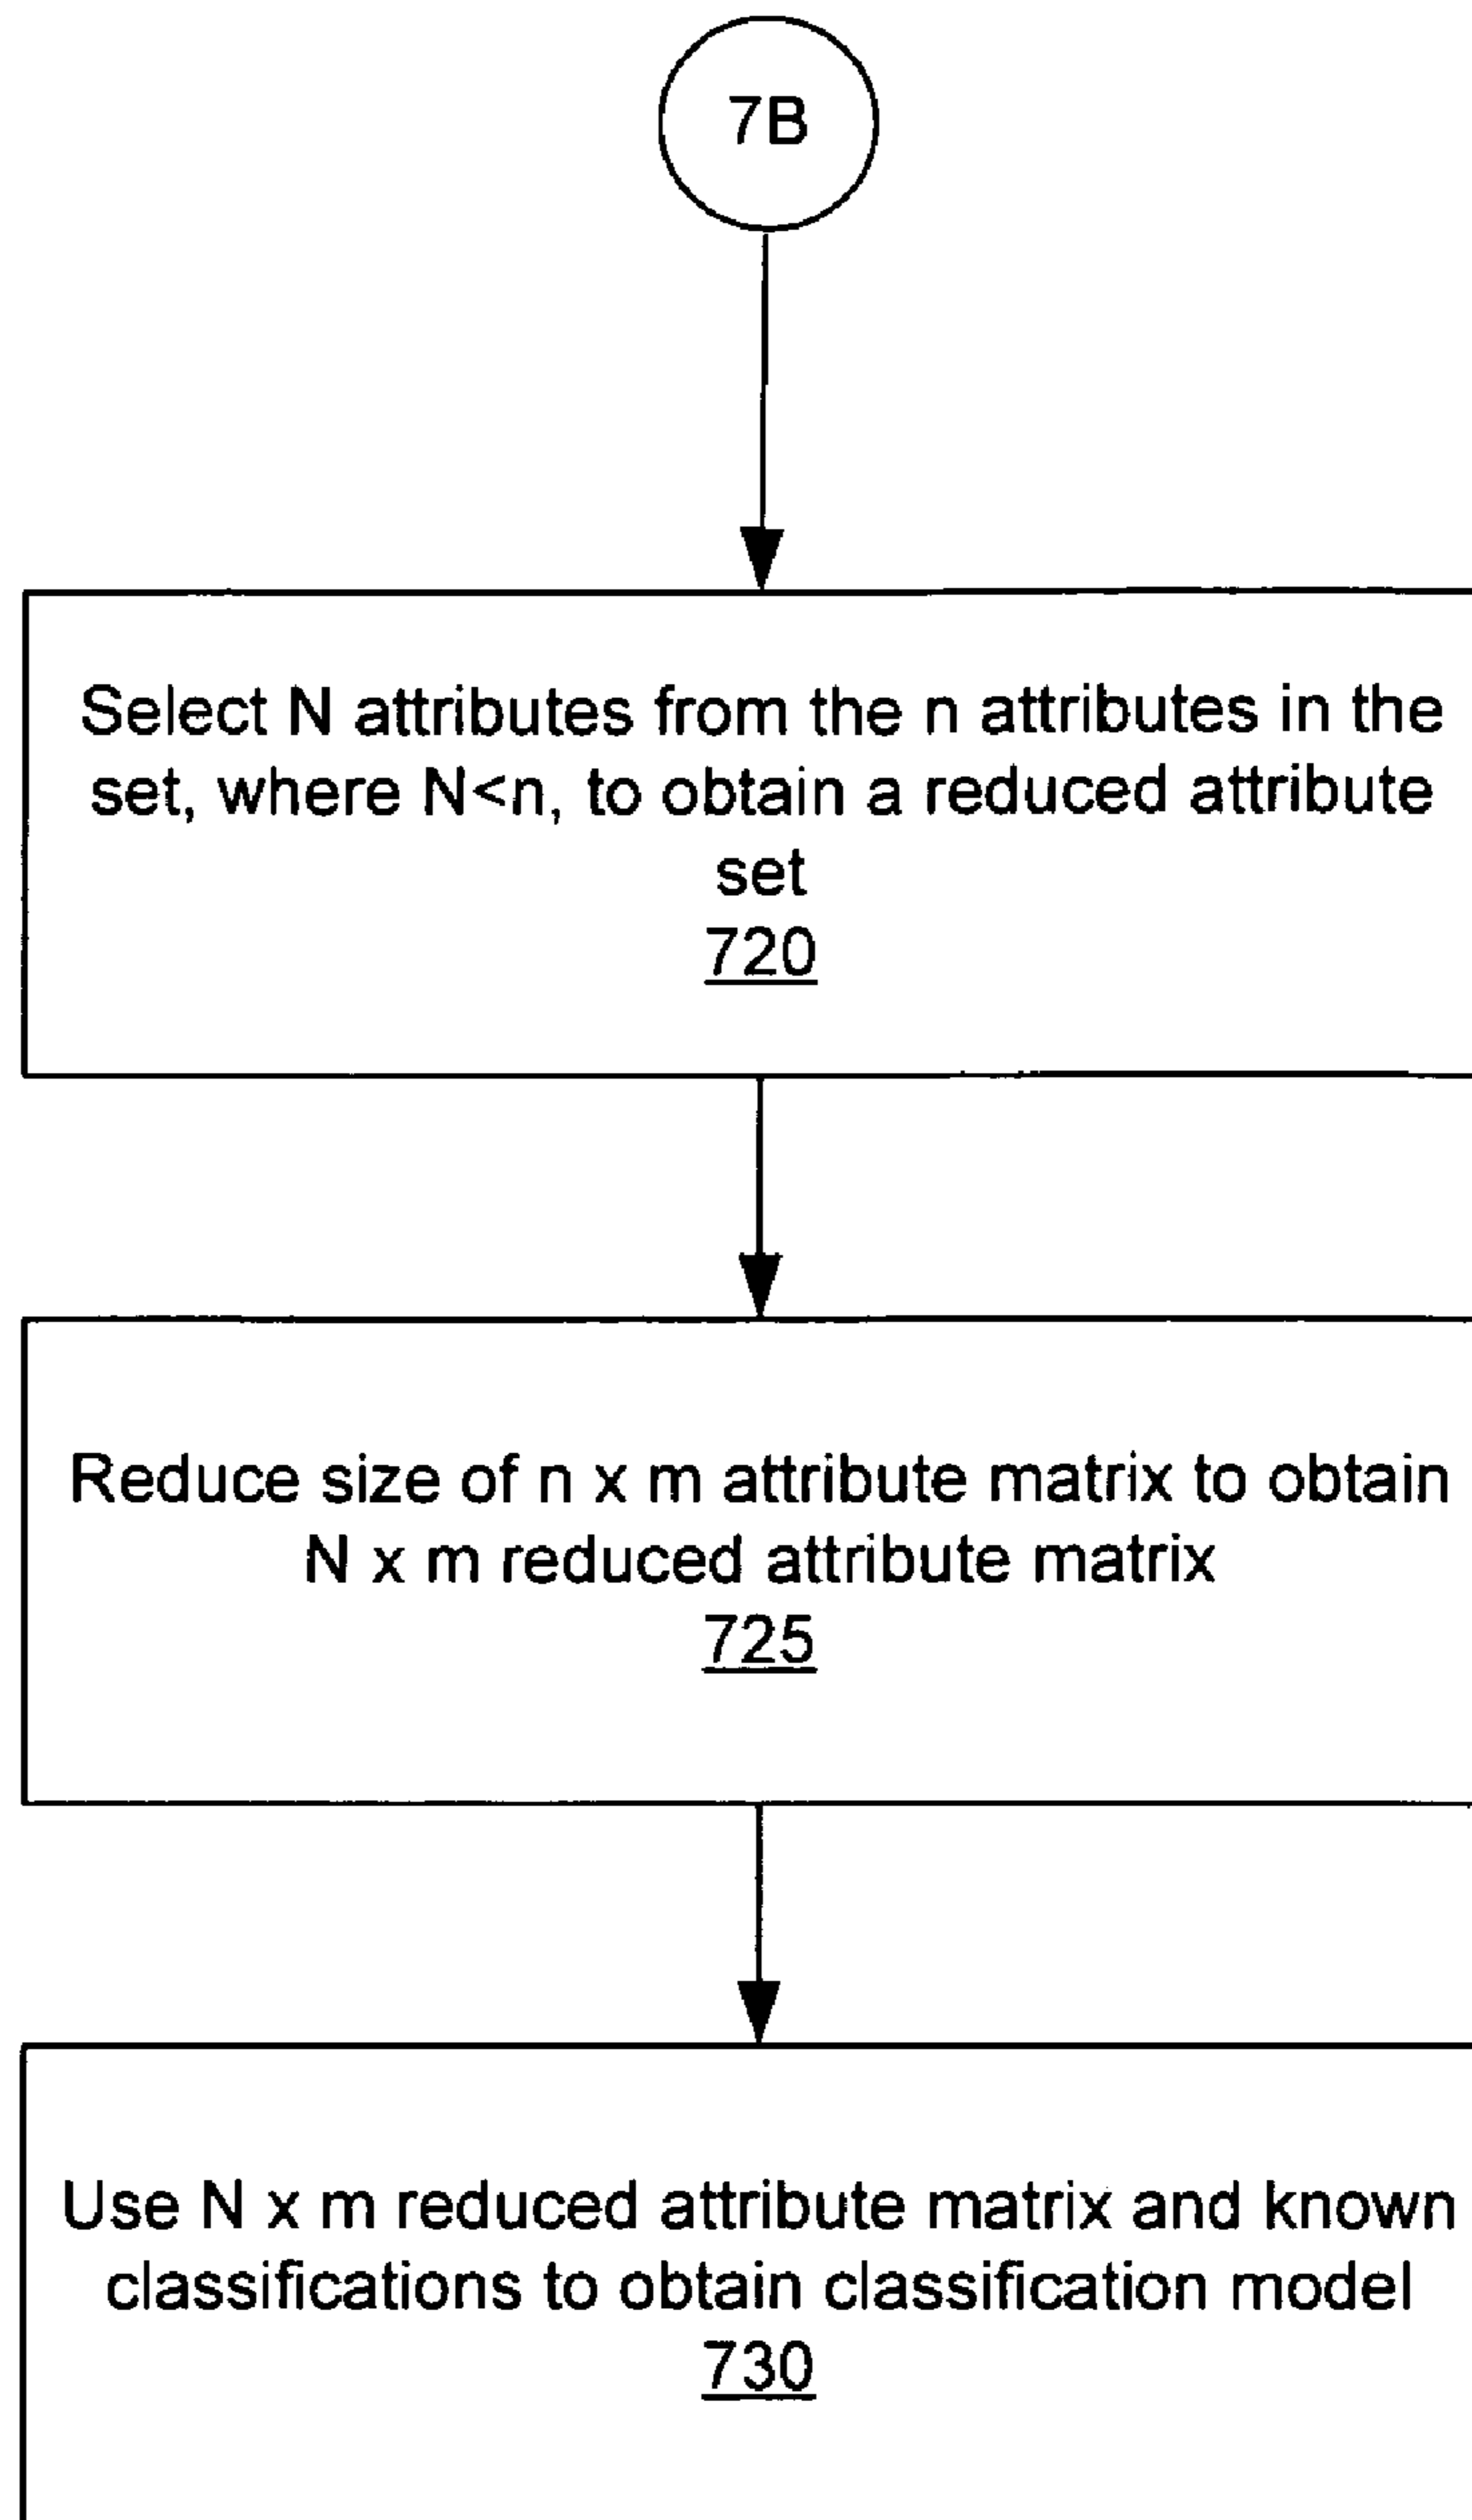 7B
Select N attributes from the n attributes in the
set, where N<n, to obtain a reduced attribute
set
720
Reduce size of n x m attribute matrix to obtain
N x m reduced attribute matrix
725
Use N x m reduced attribute matrix and known
classifications to obtain classification model
730